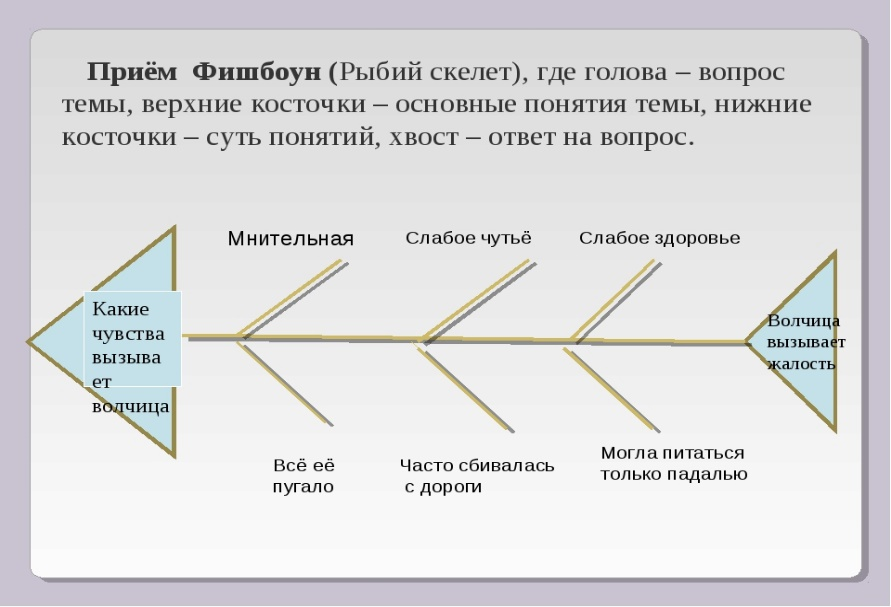 Приём Фишбоун (Рыбий скелет), где голова – вопрос
темы, верхние косточки – основные понятия темы, нижние
косточки – суть понятий, хвост – ответ на вопрос.
Мнительная
Слабое чутьё
Слабое здоровье
Какие
чувства
вызыва
ет
волчица
Волчица
вызывает
жалость
Всё её
пугало
Часто сбивалась
с дороги
Могла питаться
только падалью